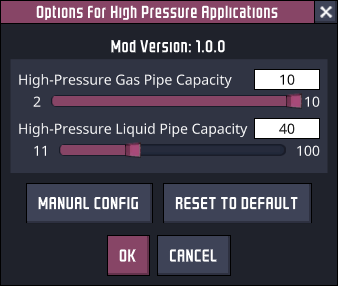 Options For High Pressure Applications
Mod Version: 1.0.0
High-Pressure Gas Pipe Capacity 10
2 10
High-Pressure Liquid Pipe Capacity 40
11 100
MANUAL CONFIG RESET TO DEFAULT
OK CANCEL